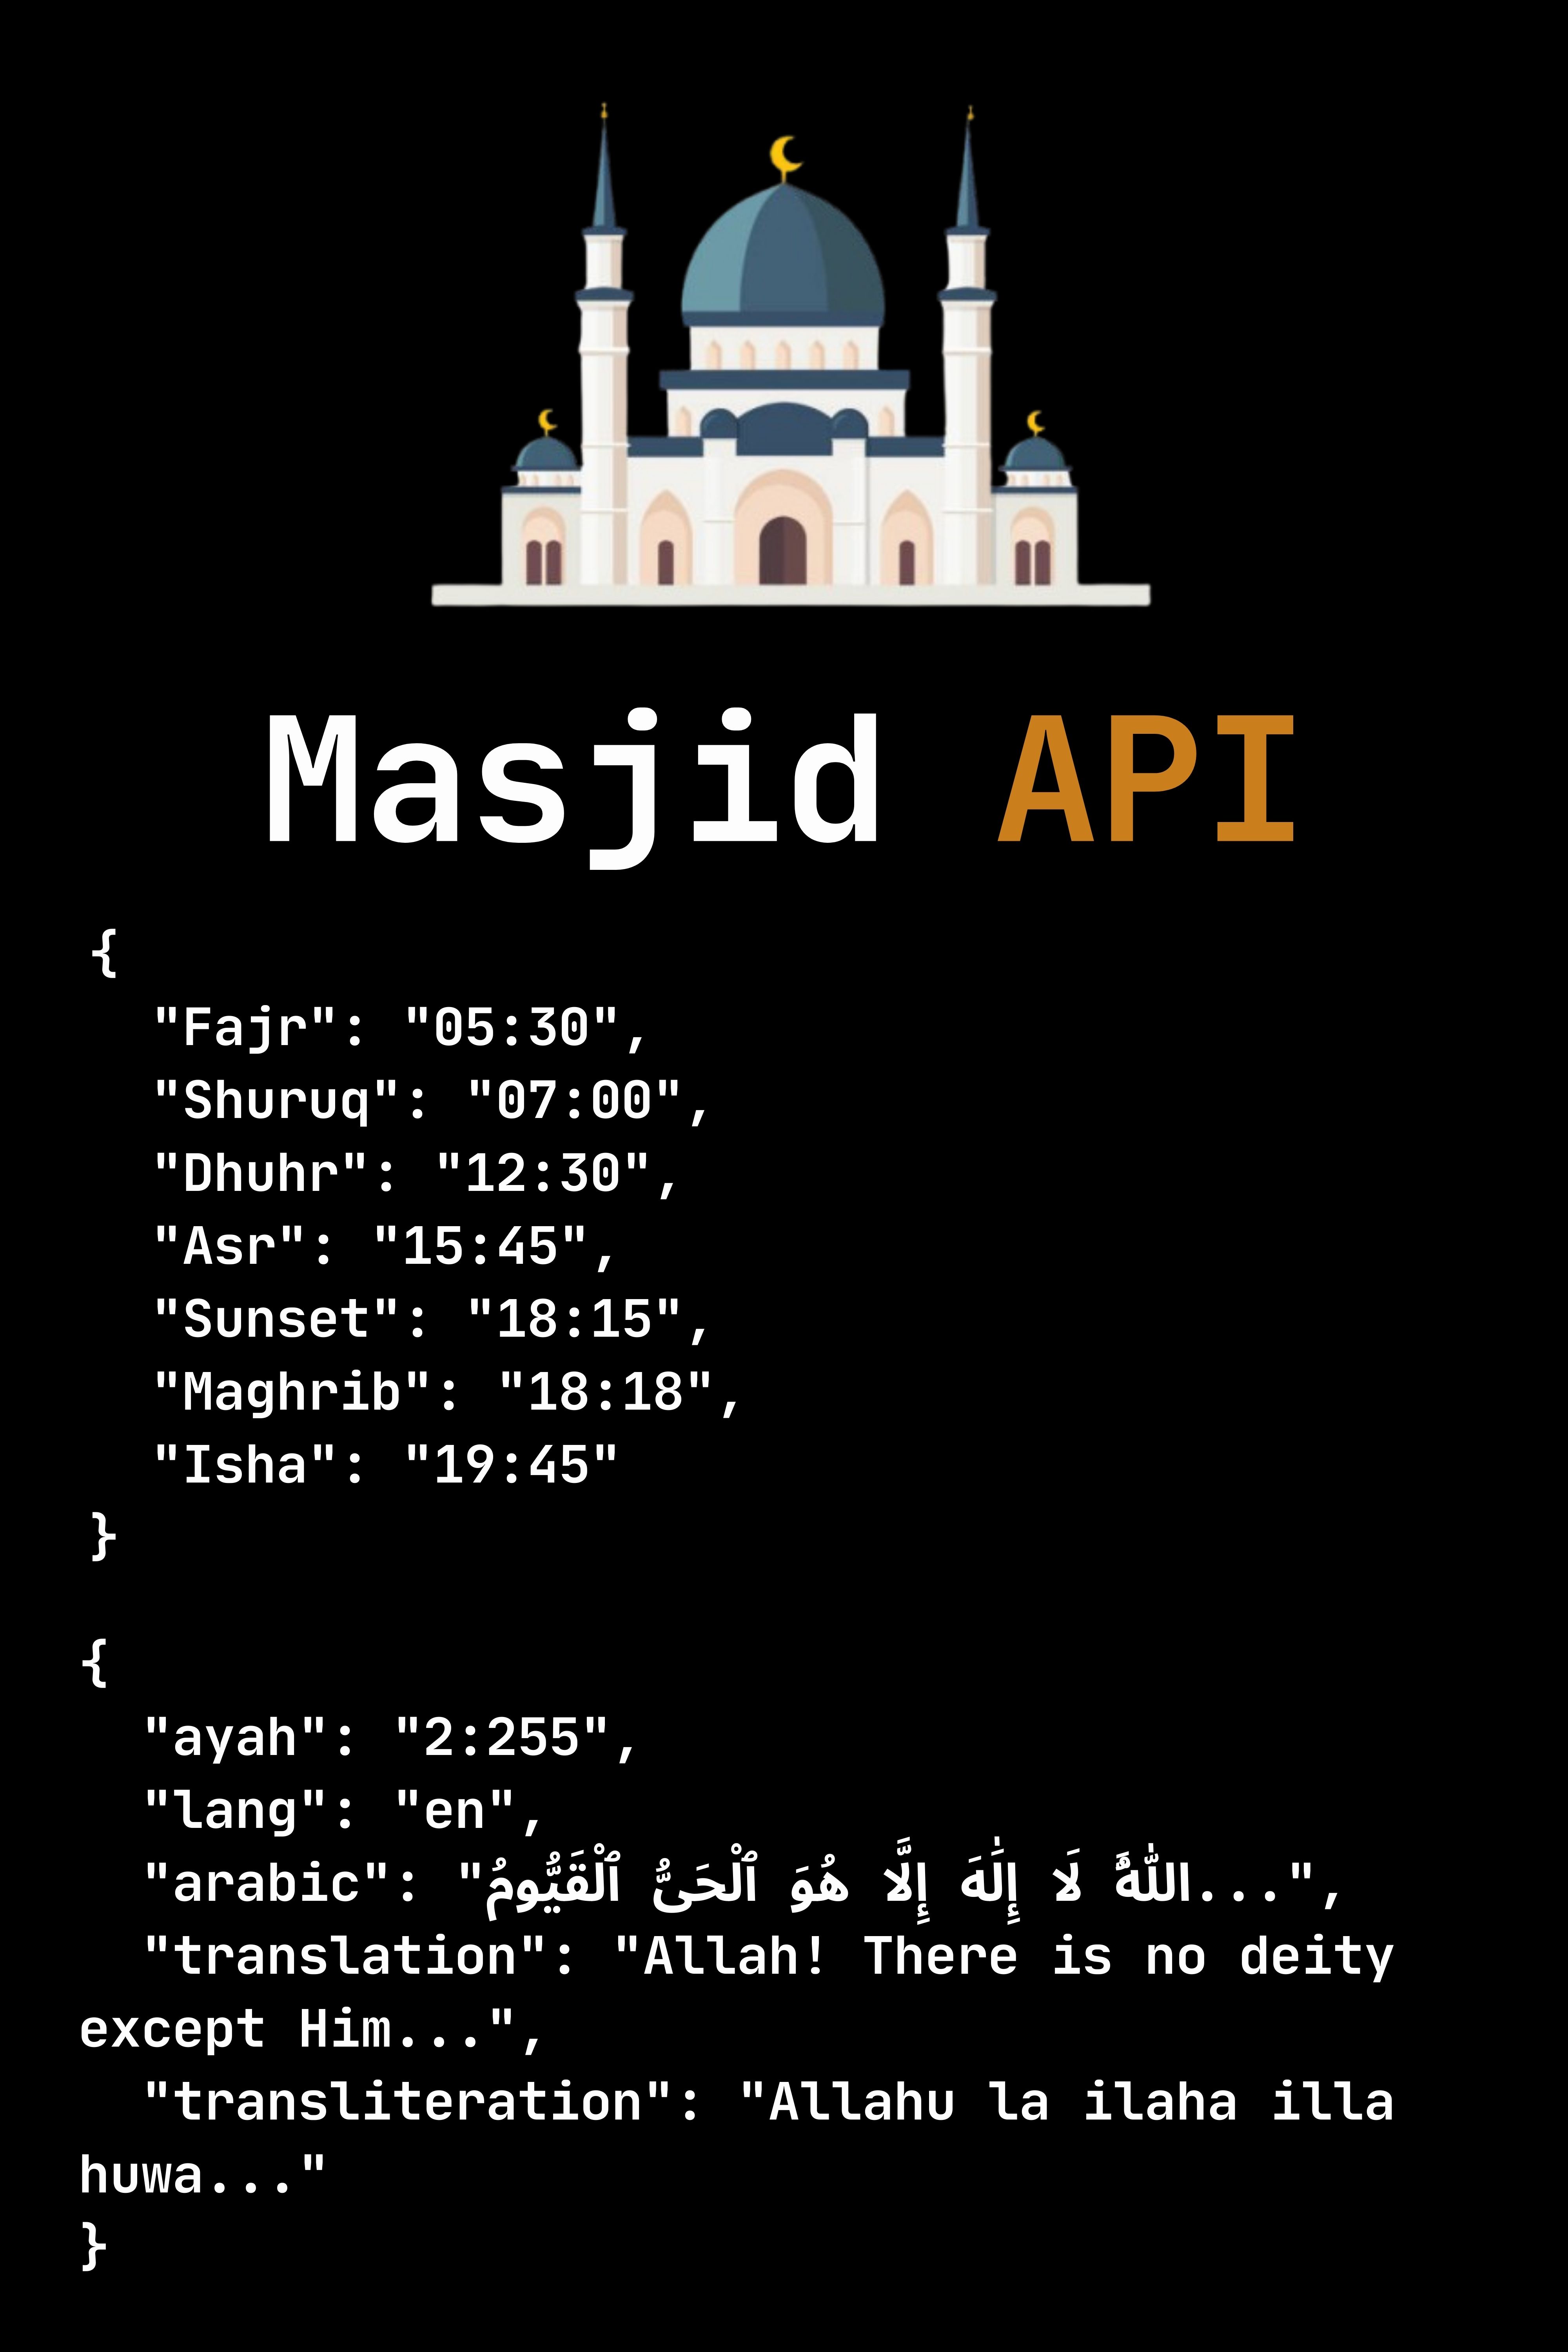 Masjid API
{
"Fajr": "05:30",
"Shuruq": "07:00",
"Dhuhr": "12:30",
"Asr": "15:45",
"Sunset": "18:15",
"Maghrib": "18:18",
"Isha": "19:45"
}
{
"ayah": "2:255",
"lang": "en",
"arabic": "اللَّهُ لَا إِلَٰهَ إِلَّا هُوَ ٱلْحَىُّ ٱلْقَيُّومُ...",
"translation": "Allah! There is no deity
except Him...",
"transliteration": "Allahu la ilaha illa
huwa..."
}